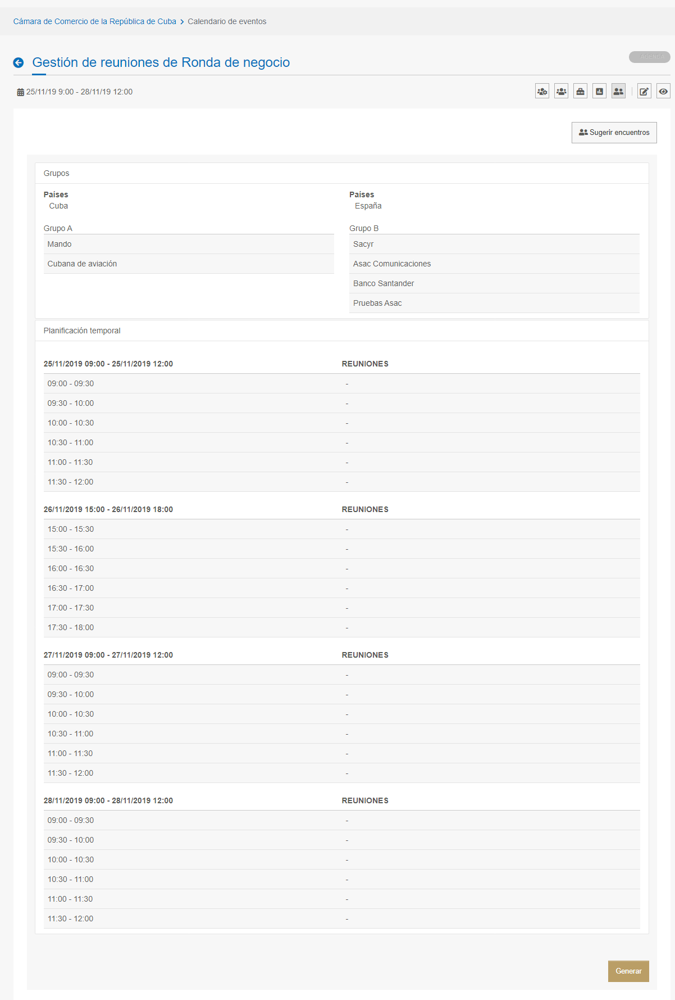 Cámara de Comercio de la República de Cuba > Calendario de eventos
Gestión de reuniones de Ronda de negocio
AGENDA
25/11/19 9:00 - 28/11/19 12:00
Sugerir encuentros
Grupos
Países Países
Cuba España
Grupo A Grupo B
Mando Sacyr
Cubana de aviación Asac Comunicaciones
Banco Santander
Pruebas Asac
Planificación temporal
25/11/2019 09:00 - 25/11/2019 12:00 REUNIONES
09:00 - 09:30 -
09:30 - 10:00 -
10:00 - 10:30 -
10:30 - 11:00 -
11:00 - 11:30 -
11:30 - 12:00 -
26/11/2019 15:00 - 26/11/2019 18:00 REUNIONES
15:00 - 15:30 -
15:30 - 16:00 -
16:00 - 16:30 -
16:30 - 17:00 -
17:00 - 17:30 -
17:30 - 18:00 -
27/11/2019 09:00 - 27/11/2019 12:00 REUNIONES
09:00 - 09:30 -
09:30 - 10:00 -
10:00 - 10:30 -
10:30 - 11:00 -
11:00 - 11:30 -
11:30 - 12:00 -
28/11/2019 09:00 - 28/11/2019 12:00 REUNIONES
09:00 - 09:30 -
09:30 - 10:00 -
10:00 - 10:30 -
10:30 - 11:00 -
11:00 - 11:30 -
11:30 - 12:00 -
Generar